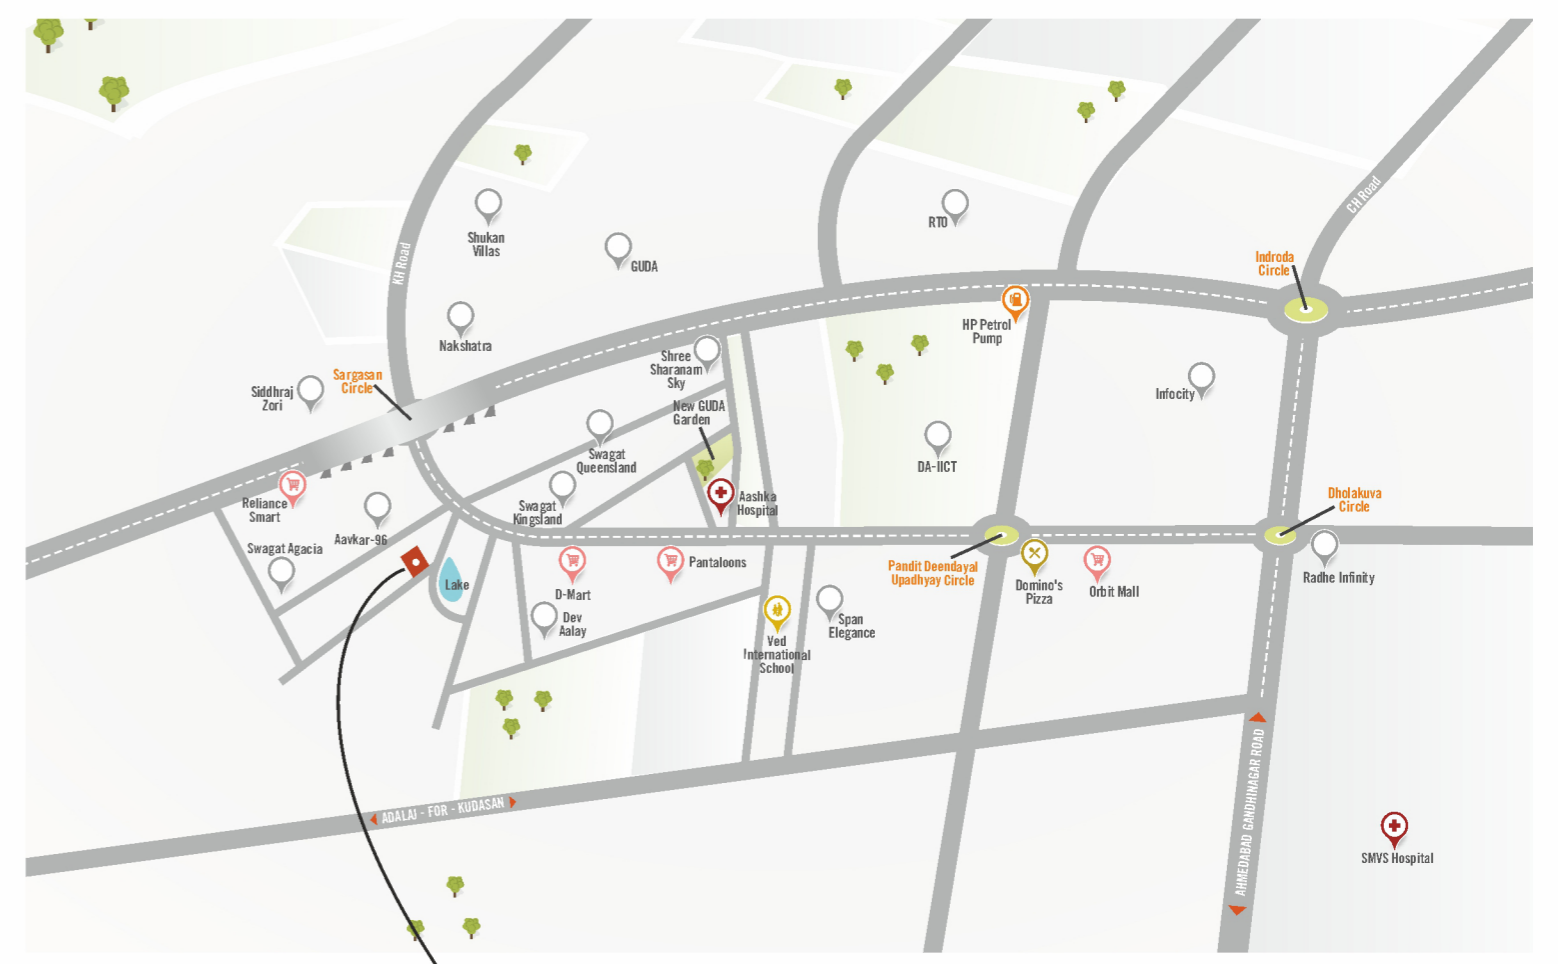 KH Road
Shukan
Villas
GUDA
RTO
CH Road
Indroda
Circle
HP Petrol
Pump
Nakshatra
Shree
Sharanam
Sky
Sargasan
Circle
Siddhraj
Zori
New GUDA
Garden
Infocity
Swagat
Queensland
DA-IICT
Reliance
Smart
Swagat
Kingsland
Aashka
Hospital
Dholakuva
Circle
Aavkar-96
Swagat Agacia
Lake
D-Mart
Pantaloons
Pandit Deendayal
Upadhyay Circle
Domino's
Pizza
Orbit Mall
Radhe Infinity
Dev
Aalay
Ved
International
School
Span
Elegance
ADALAJ - FOR - KUDASAN
AHMEDABAD GANDHINAGAR ROAD
SMVS Hospital